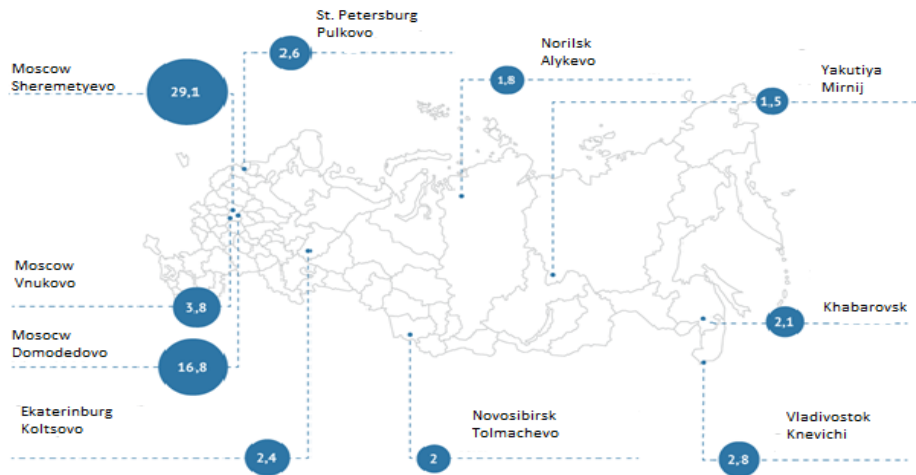 St. Petersburg
Pulkovo
2,6
Norilsk
Alykevo
1,8
Yakutiya
Mirnij
1,5
Moscow
Sheremetyevo
29,1
Moscow
Vnukovo
3,8
Mosocw
Domodedovo
16,8
Khabarovsk
2,1
Ekaterinburg
Koltsovo
2,4
Novosibirsk
Tolmachevo
2
Vladivostok
Knevichi
2,8